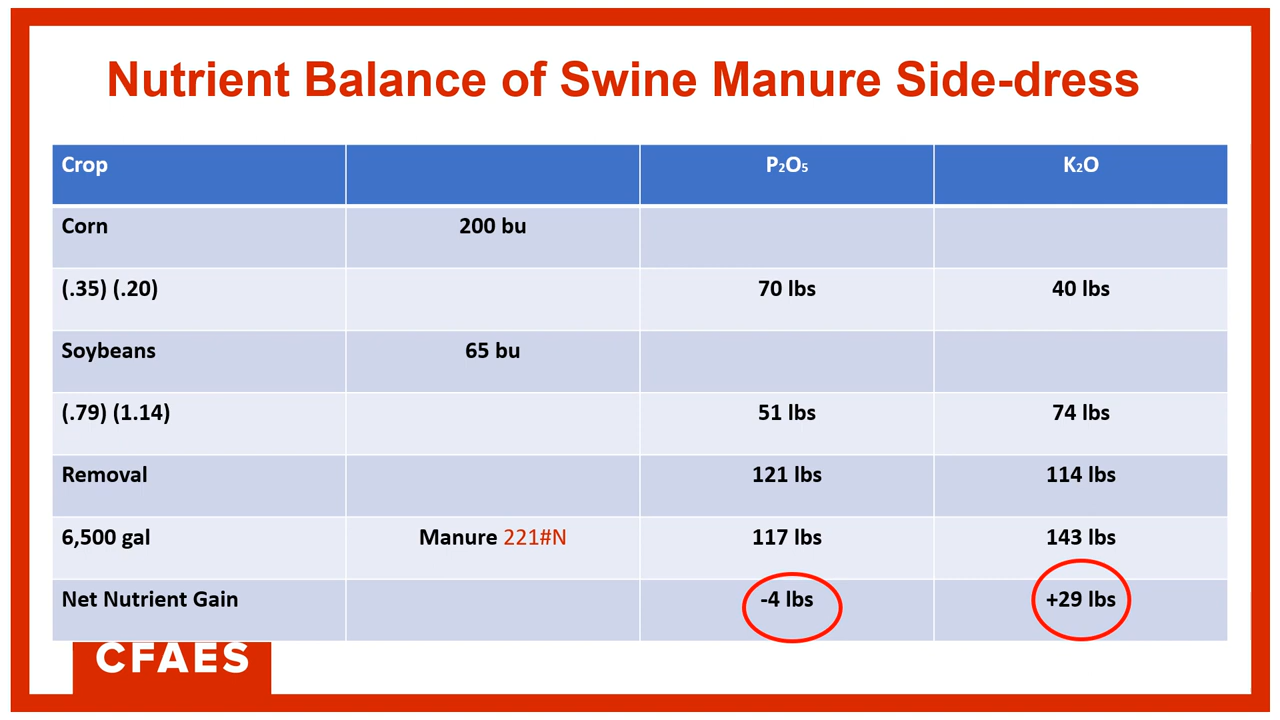 Nutrient Balance of Swine Manure Side-dress
Crop P₂O₅ K₂O
Corn 200 bu
(.35) (.20) 70 lbs 40 lbs
Soybeans 65 bu
(.79) (1.14) 51 lbs 74 lbs
Removal 121 lbs 114 lbs
6,500 gal Manure 221#N 117 lbs 143 lbs
Net Nutrient Gain -4 lbs +29 lbs
CFAES